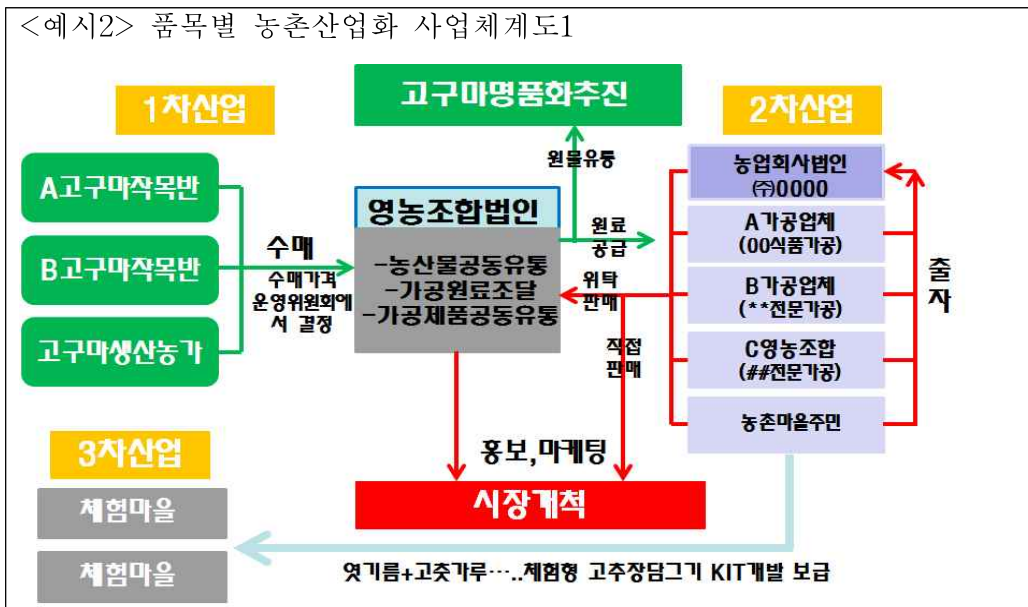 <예시2> 품목별 농촌산업화 사업체계도1
고구마명품화추진
1차산업
2차산업
원물유통
농업회사법인
㈜0000
A고구마작목반
영농조합법인
원료
공급
A가공업체
(00식품가공)
수매
B고구마작목반
-농산물공동유통
-가공원료조달
-가공제품공동유통
수매가격
운영위원회에
서 결정
위탁
판매
B가공업체
(**전문가공)
출
자
고구마생산농가
직접
판매
C영농조합
(##전문가공)
농촌마을주민
3차산업
홍보,마케팅
체험마을
시장개척
체험마을
엿기름+고춧가루…..체험형 고추장담그기 KIT개발 보급